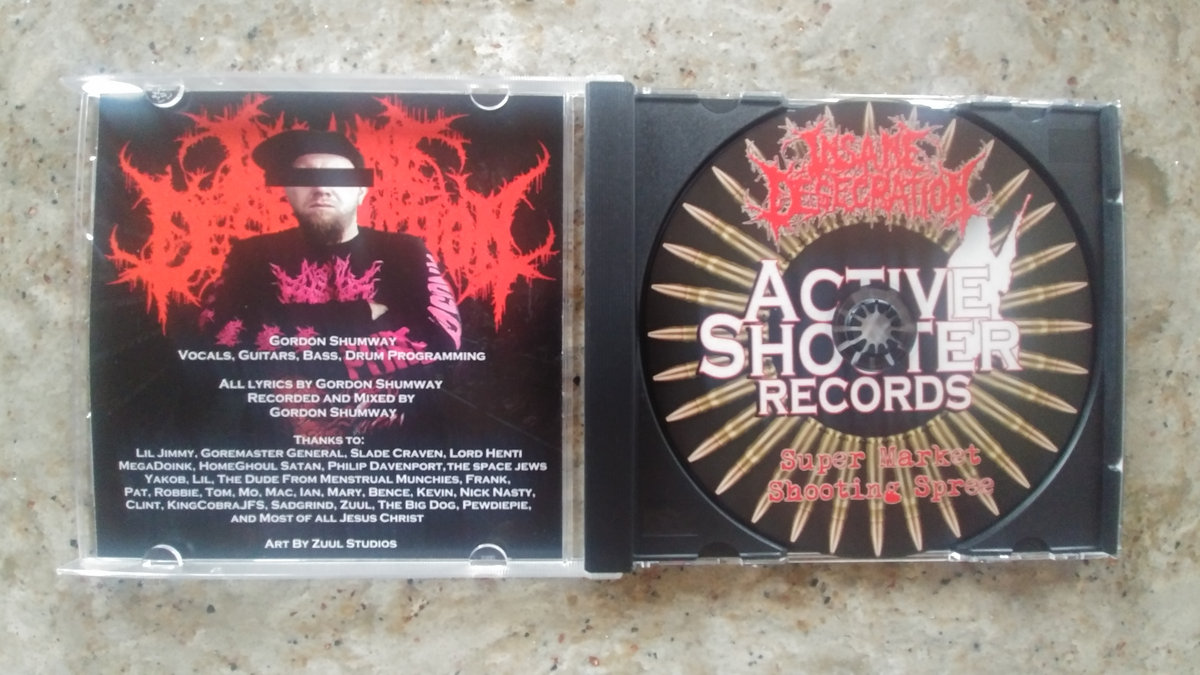 Gordon Shumway
Vocals, Guitars, Bass, Drum Programming
All lyrics by Gordon Shumway
Recorded and Mixed by
Gordon Shumway
Thanks to:
Lil Jimmy, Goremaster General, Slade Craven, Lord Henti
MegaDoink, HomeGhoul Satan, Philip Davenport, the space jews
Yakob, Lil, The Dude From Menstrual Munchies, Frank,
Pat, Robbie, Tom, Mo, Mac, Ian, Mary, Bence, Kevin, Nick Nasty,
Clint, KingCobraJFS, Sadgrind, Zuul, The Big Dog, Pewdiepie,
and Most of all Jesus Christ
Art By Zuul Studios
Insane
Desecration
Active
Shooter
Records
Super Market
Shooting Spree